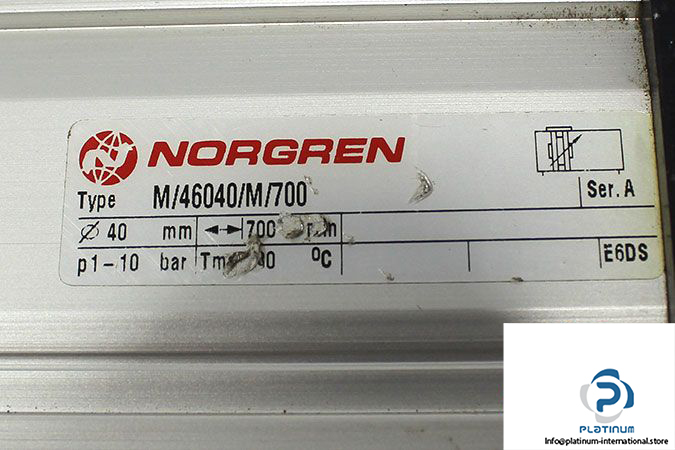 NORGREN
Type M/46040/M/700 Ser. A
Ø 40 mm 700
p1-10 bar °C E6DS
PLATINUM
Info@platinum-international.store